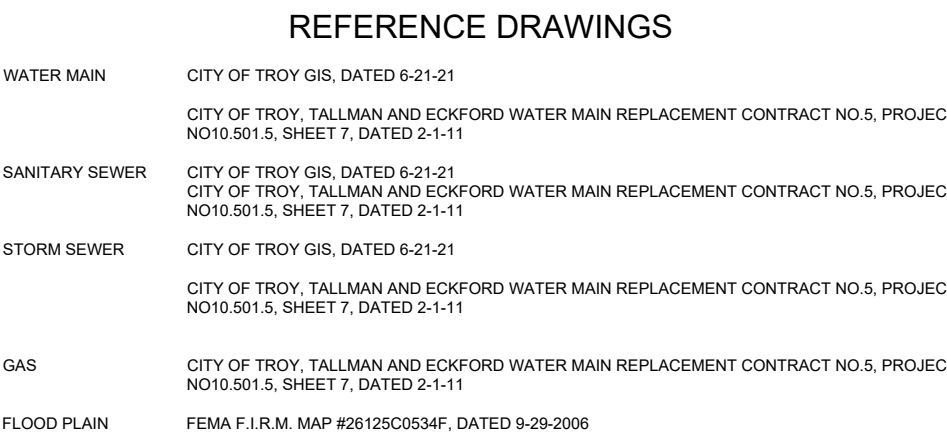 REFERENCE DRAWINGS
WATER MAIN CITY OF TROY GIS, DATED 6-21-21
CITY OF TROY, TALLMAN AND ECKFORD WATER MAIN REPLACEMENT CONTRACT NO.5, PROJEC
NO10.501.5, SHEET 7, DATED 2-1-11
SANITARY SEWER CITY OF TROY GIS, DATED 6-21-21
CITY OF TROY, TALLMAN AND ECKFORD WATER MAIN REPLACEMENT CONTRACT NO.5, PROJEC
NO10.501.5, SHEET 7, DATED 2-1-11
STORM SEWER CITY OF TROY GIS, DATED 6-21-21
CITY OF TROY, TALLMAN AND ECKFORD WATER MAIN REPLACEMENT CONTRACT NO.5, PROJEC
NO10.501.5, SHEET 7, DATED 2-1-11
GAS CITY OF TROY, TALLMAN AND ECKFORD WATER MAIN REPLACEMENT CONTRACT NO.5, PROJEC
NO10.501.5, SHEET 7, DATED 2-1-11
FLOOD PLAIN FEMA F.I.R.M. MAP #26125C0534F, DATED 9-29-2006